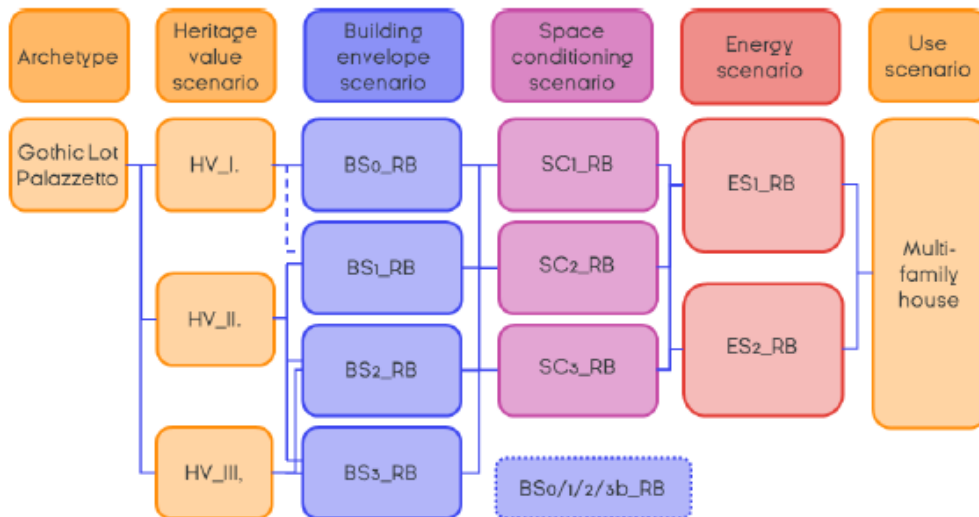 Archetype
Heritage
value
scenario
Building
envelope
scenario
Space
conditioning
scenario
Energy
scenario
Use
scenario
Gothic Lot
Palazzetto
HV_I.
HV_II.
HV_III,
BS0_RB
BS1_RB
BS2_RB
BS3_RB
SC1_RB
SC2_RB
SC3_RB
BS0/1/2/3b_RB
ES1_RB
ES2_RB
Multi-
family
house